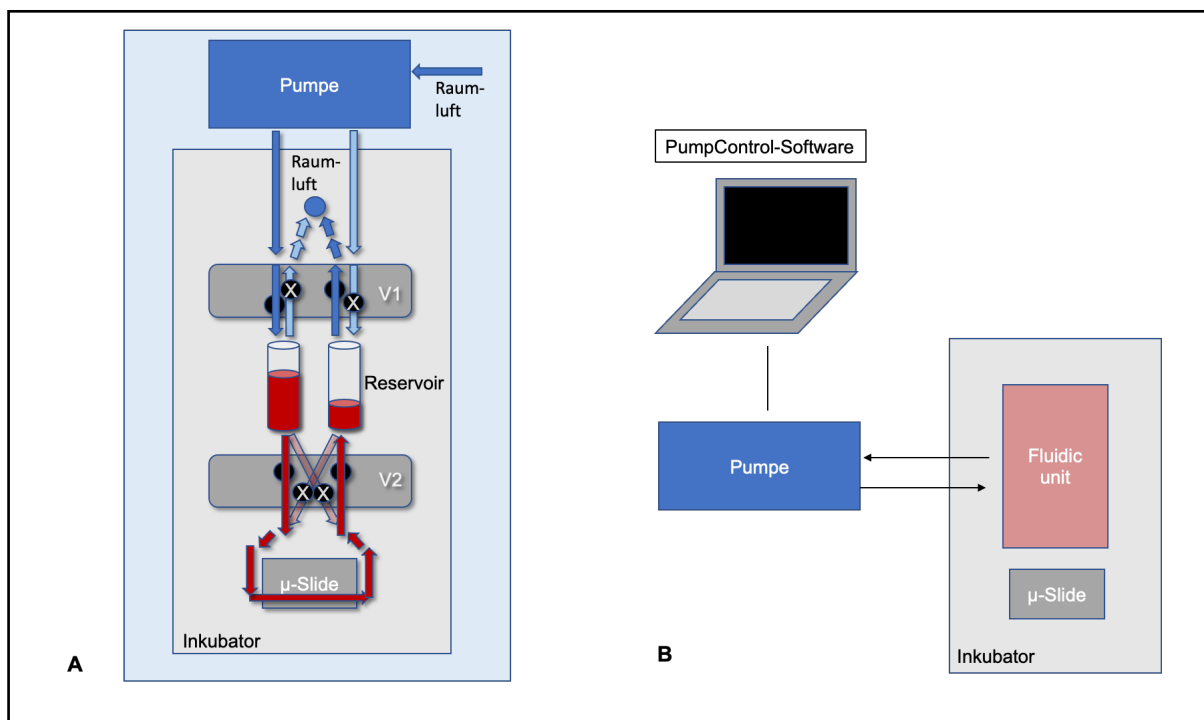 Pumpe
Raum-
luft
Raum-
luft
X
X
V1
Reservoir
V2
X
X
µ-Slide
Inkubator
A
PumpControl-Software
Pumpe
Fluidic
unit
µ-Slide
Inkubator
B